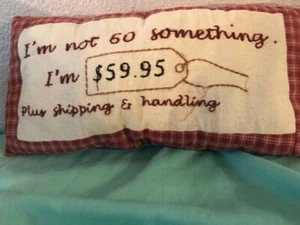 I'm not 60 something.
I'm $59.95
Plus shipping & handling